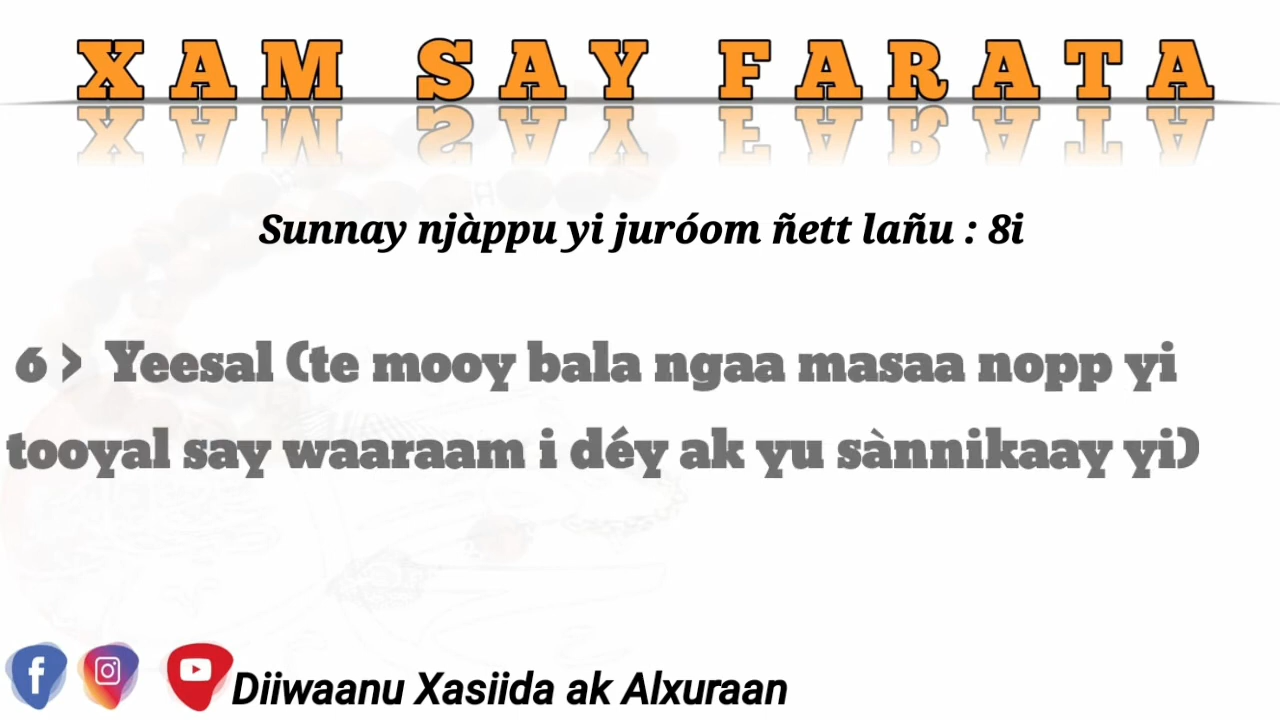 XAM SAY FARATA
Sunnay njàppu yi juróom ñett lañu : 8i
6 > Yeesal (te mooy bala ngaa masaa nopp yi
tooyal say waaraam i déy ak yu sànnikaay yi)
Diiwaanu Xasiida ak Alxuraan